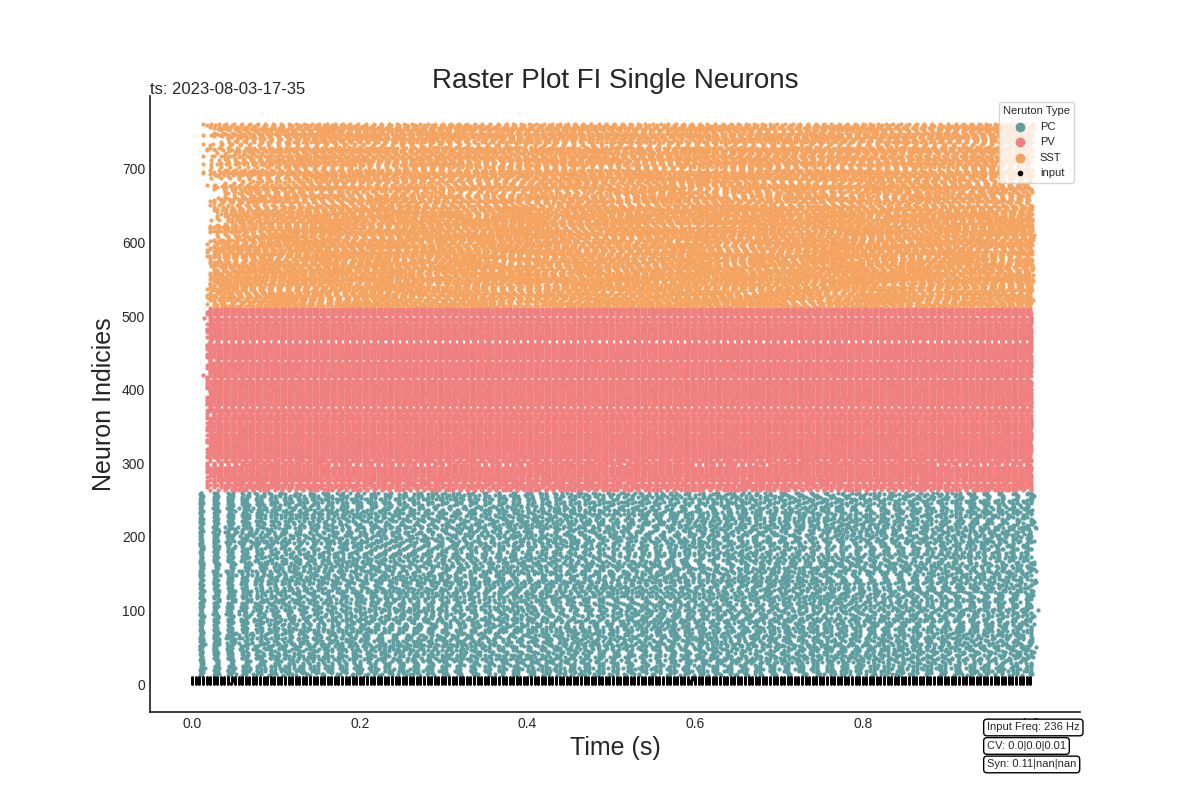 Raster Plot FI Single Neurons
ts: 2023-08-03-17-35
Neruton Type
PC
PV
SST
input
700
600
500
400
300
200
100
0
Neuron Indicies
0.0 0.2 0.4 0.6 0.8
Time (s)
Input Freq: 236 Hz
CV: 0.0|0.0|0.01
Syn: 0.11|nan|nan